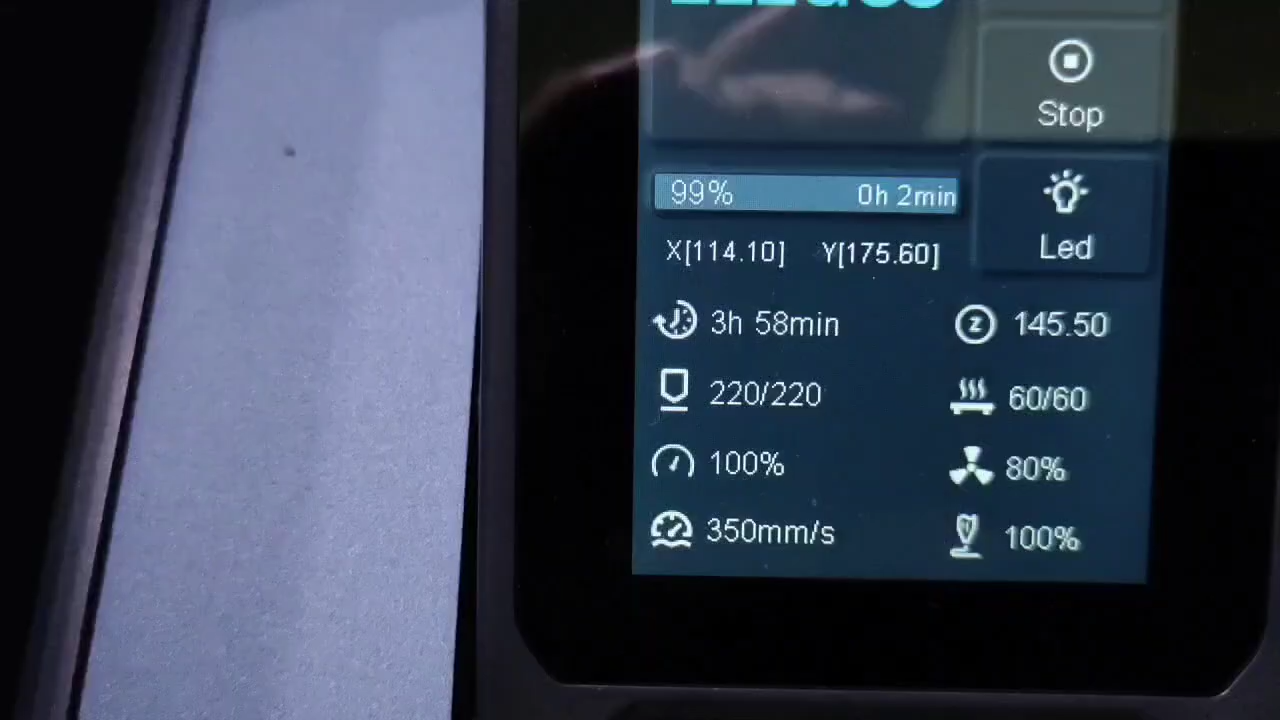 Stop
99% 0h 2min
X[114.10] Y[175.60]
Led
3h 58min Z 145.50
220/220 60/60
100% 80%
350mm/s 100%